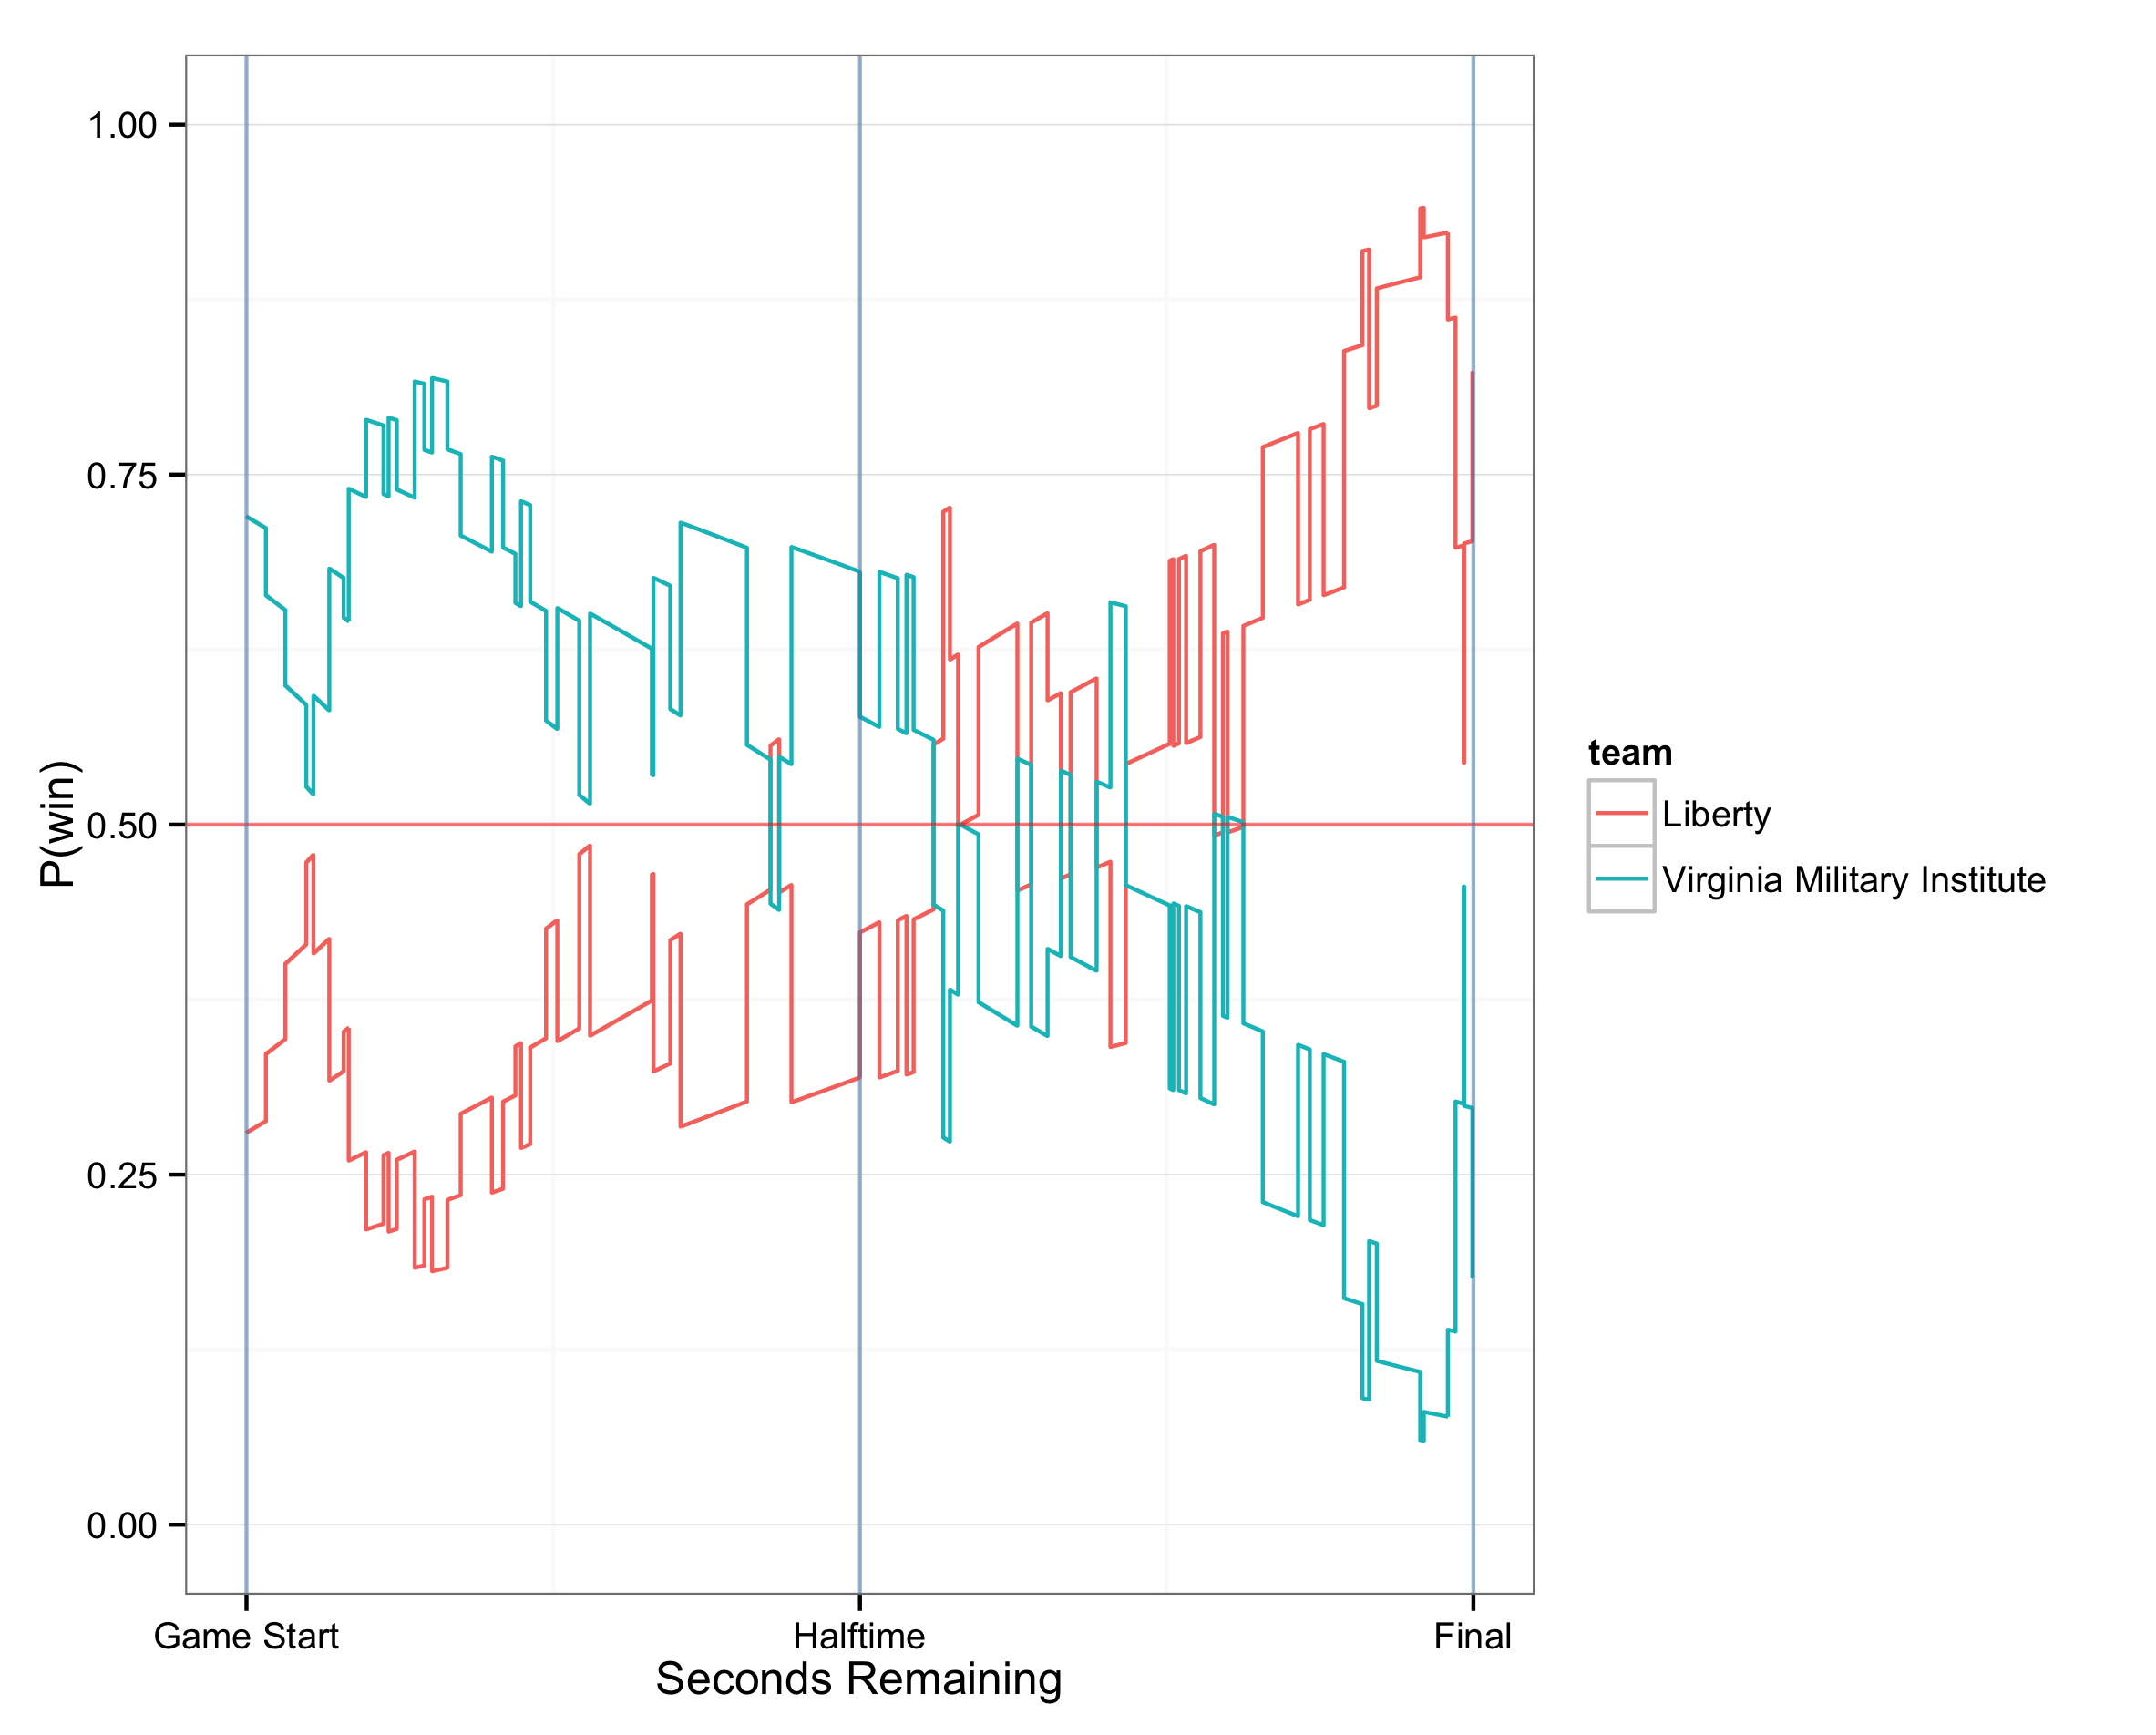 1.00
0.75
0.50
0.25
0.00
P(win)
Game Start
Halftime
Final
Seconds Remaining
team
Liberty
Virginia Military Institute